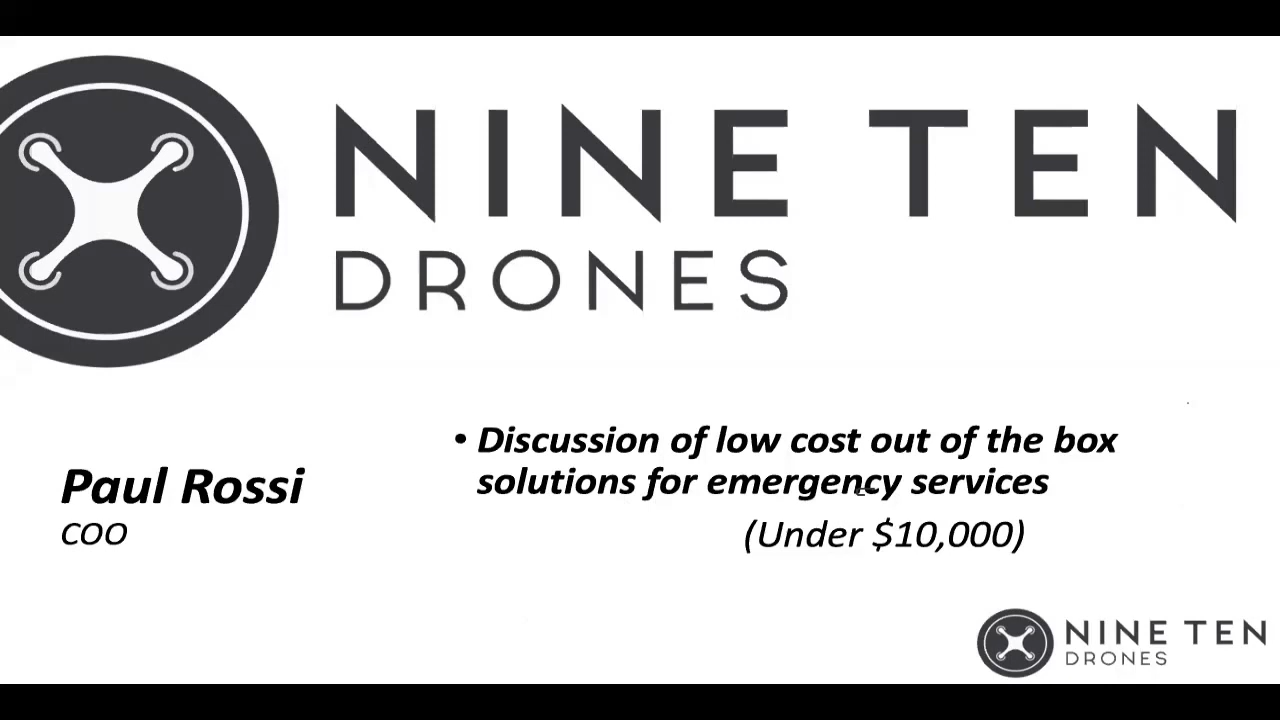 NINE TEN
DRONES
Paul Rossi
COO
• Discussion of low cost out of the box
solutions for emergency services
(Under $10,000)
NINE TEN
DRONES